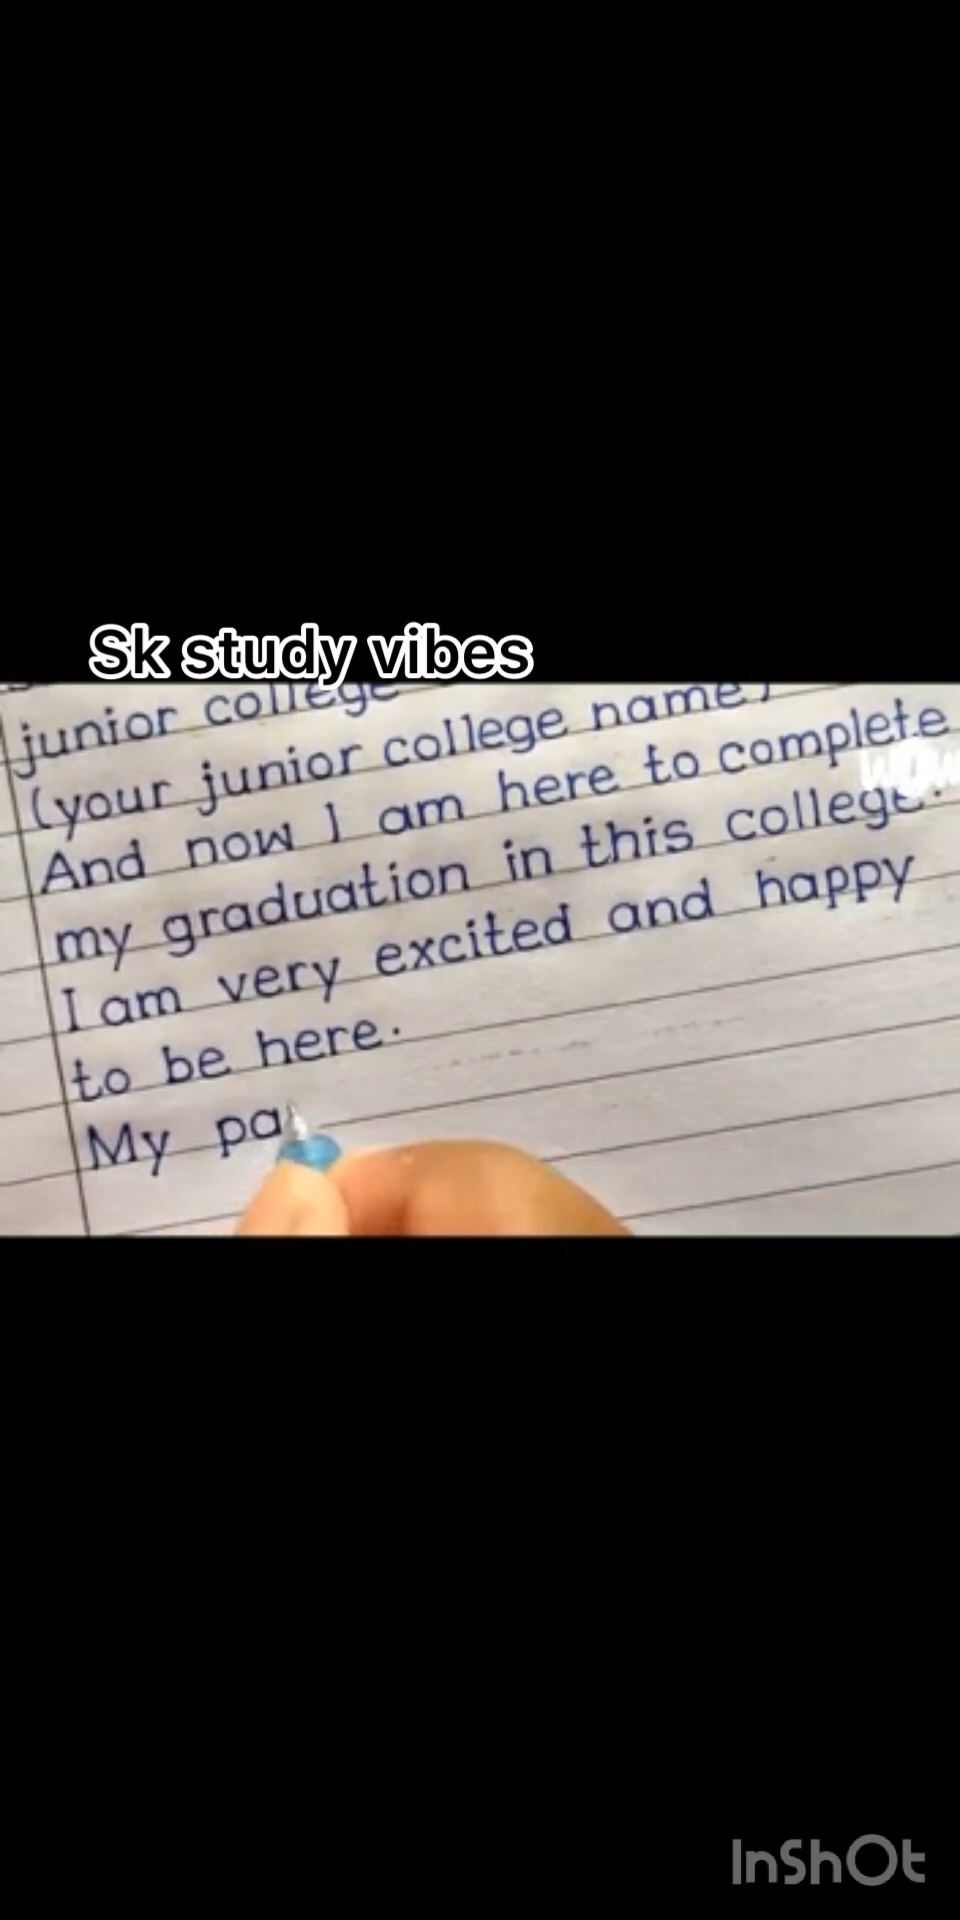 Sk study vibes
junior college
(your junior college name)
And now I am here to complete
my graduation in this college.
I am very excited and happy
to be here.
My pa
InShOt